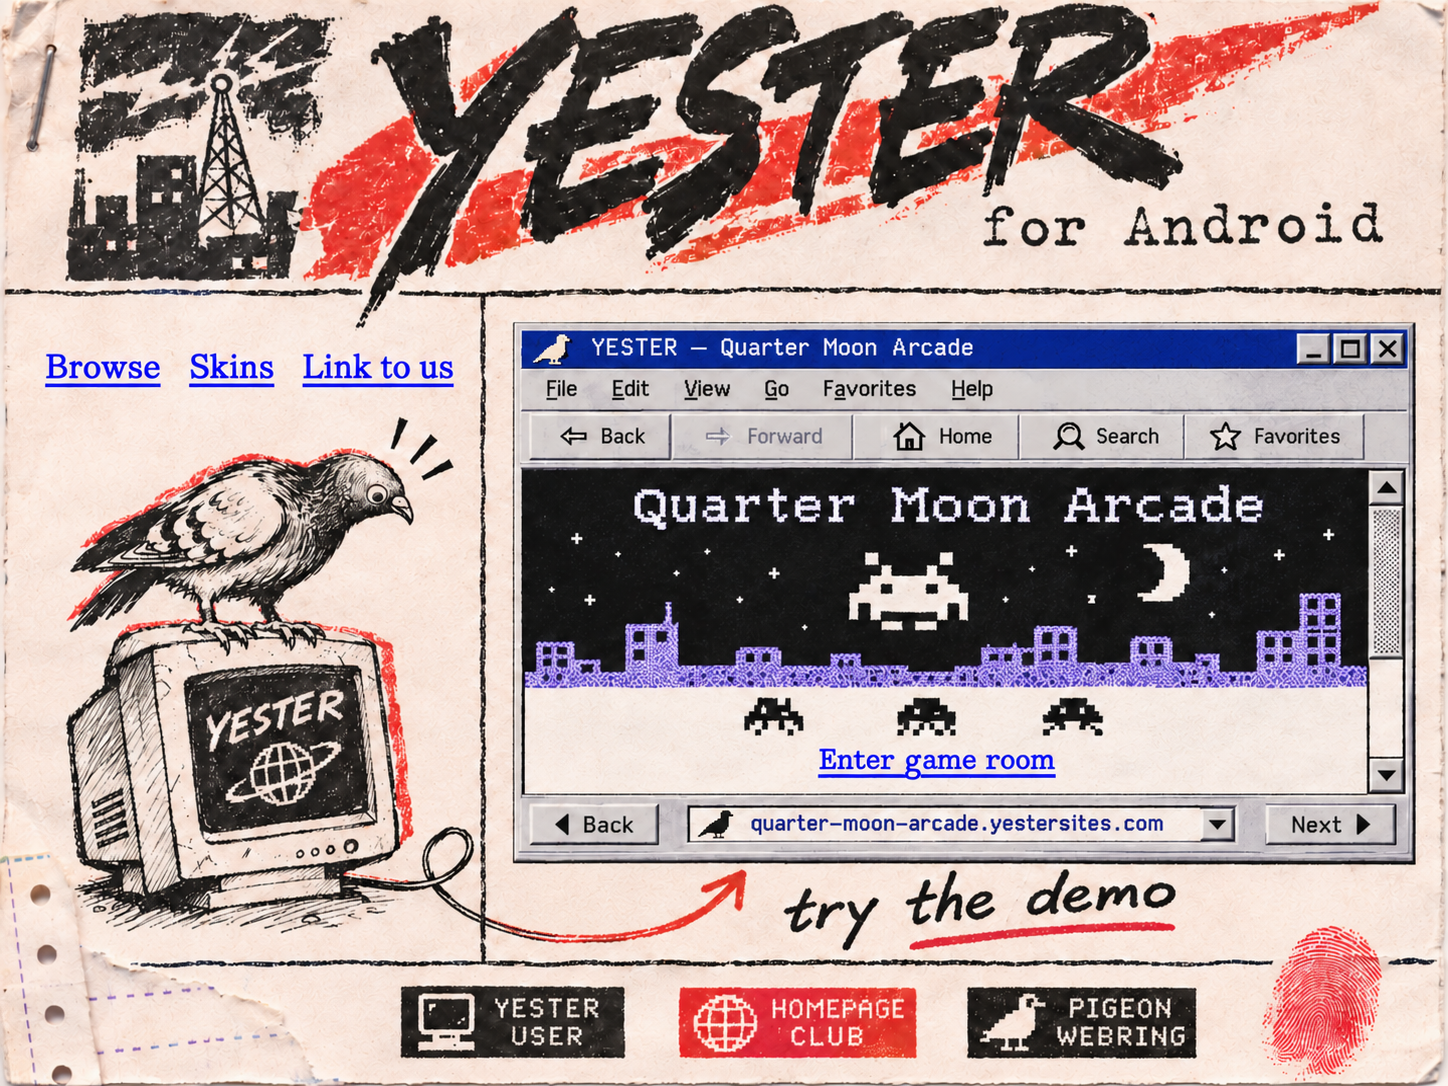 YESTER
for Android
Browse Skins Link to us
YESTER
YESTER — Quarter Moon Arcade
File Edit View Go Favorites Help
Back Forward Home Search Favorites
Quarter Moon Arcade
Enter game room
Back quarter-moon-arcade.yestersites.com Next
try the demo
YESTER
USER
HOMEPAGE
CLUB
PIGEON
WEBRING